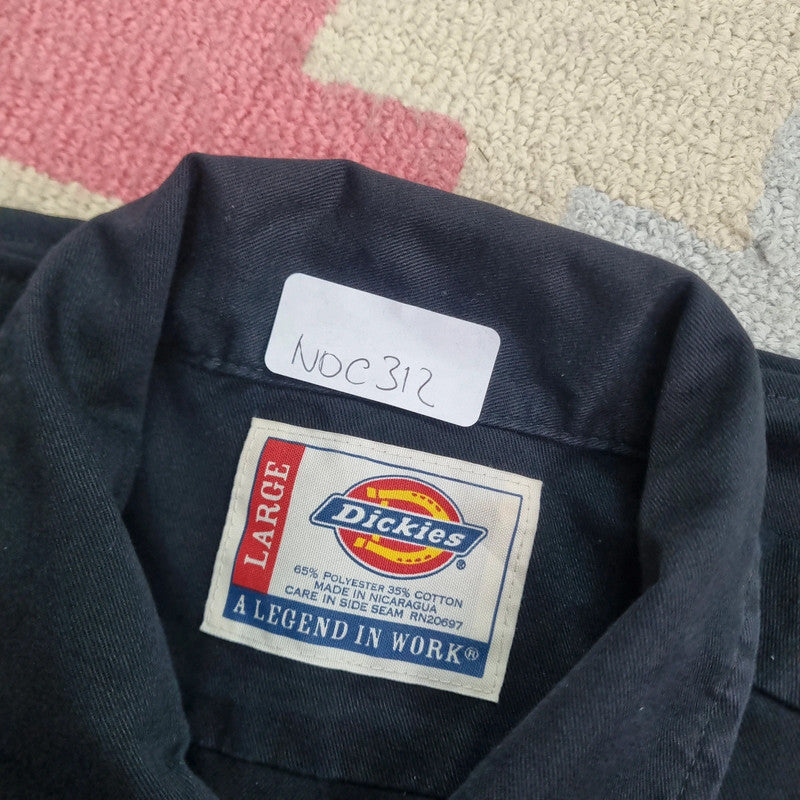 NOC312
LARGE
Dickies®
65% POLYESTER 35% COTTON
MADE IN NICARAGUA
CARE IN SIDE SEAM RN20697
A LEGEND IN WORK®